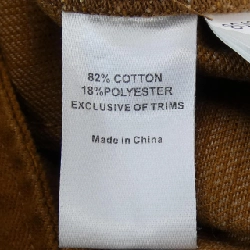 82% COTTON
18%POLYESTER
EXCLUSIVE OF TRIMS
Made in China